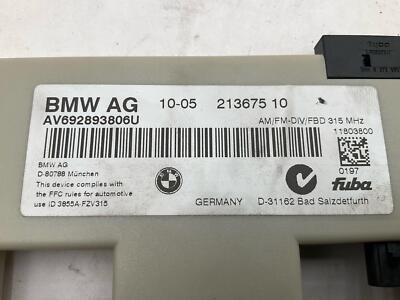 BMW AG 10-05 213675 10
AV692893806U
AM/FM-DIV/FBD 315 MHz
11803800
0197
BMW AG
D-80788 München
This device complies with
the FFC rules for automotive
use ID 3855A-FZV315
GERMANY D-31162 Bad Salzdetfurth
fuba